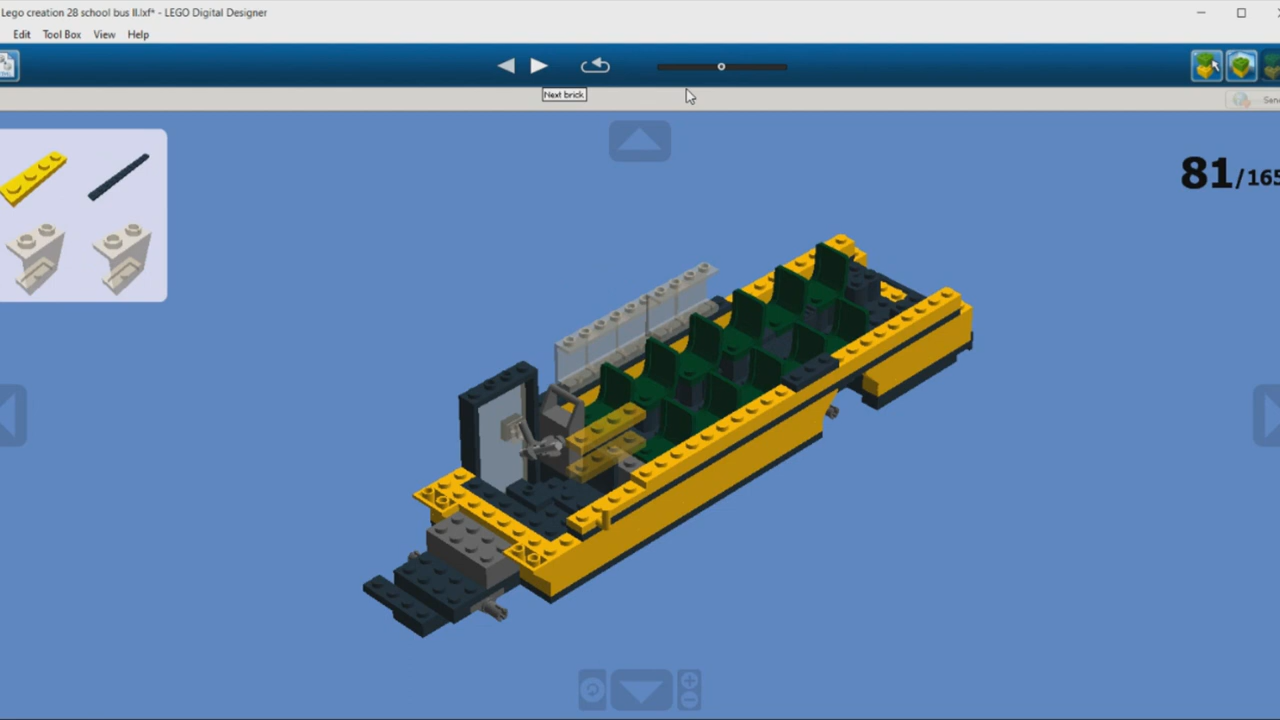 Lego creation 28 school bus II.lxf* - LEGO Digital Designer
Edit Tool Box View Help
Next brick
81/165